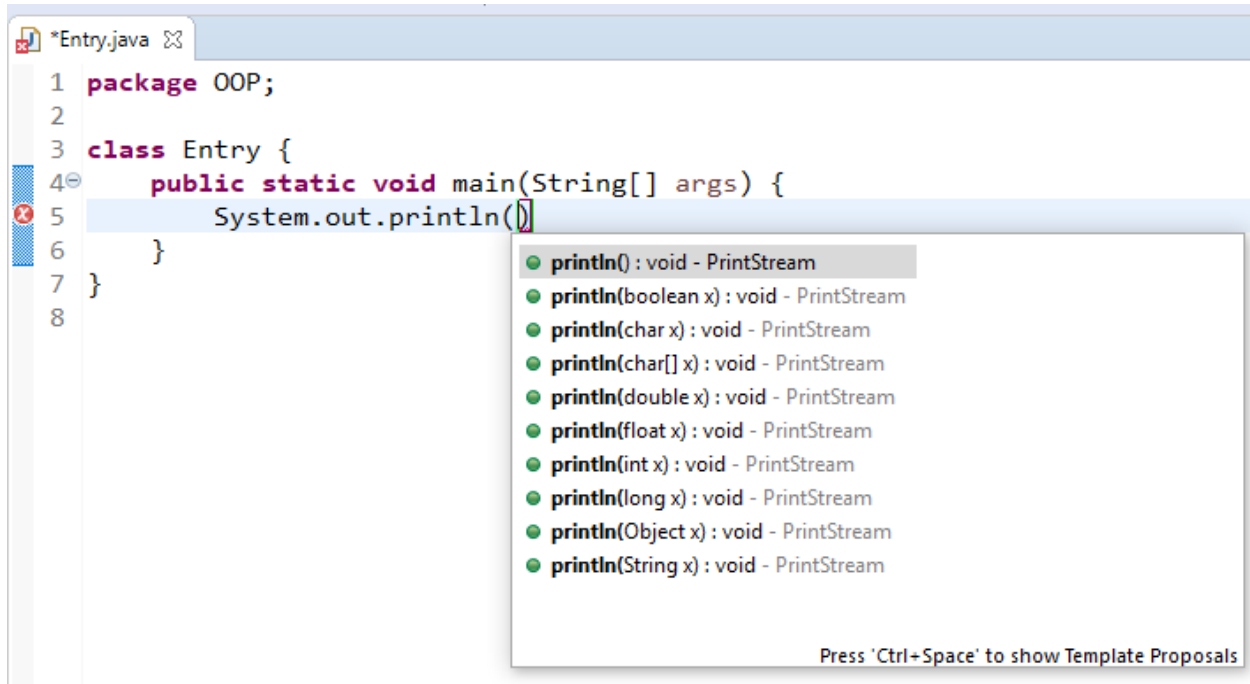 *Entry.java
1 package OOP;
2
3 class Entry {
4 public static void main(String[] args) {
5 System.out.println()
6 }
7 }
8
println() : void - PrintStream
println(boolean x) : void - PrintStream
println(char x) : void - PrintStream
println(char[] x) : void - PrintStream
println(double x) : void - PrintStream
println(float x) : void - PrintStream
println(int x) : void - PrintStream
println(long x) : void - PrintStream
println(Object x) : void - PrintStream
println(String x) : void - PrintStream
Press 'Ctrl+Space' to show Template Proposals